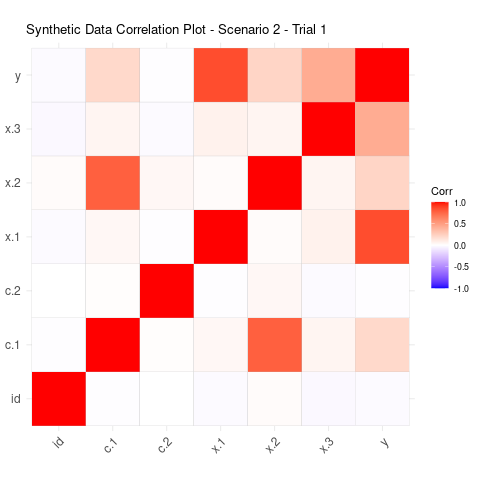 Synthetic Data Correlation Plot - Scenario 2 - Trial 1
y
x.3
x.2
x.1
c.2
c.1
id
id
c.1
c.2
x.1
x.2
x.3
y
Corr
1.0
0.5
0.0
-0.5
-1.0